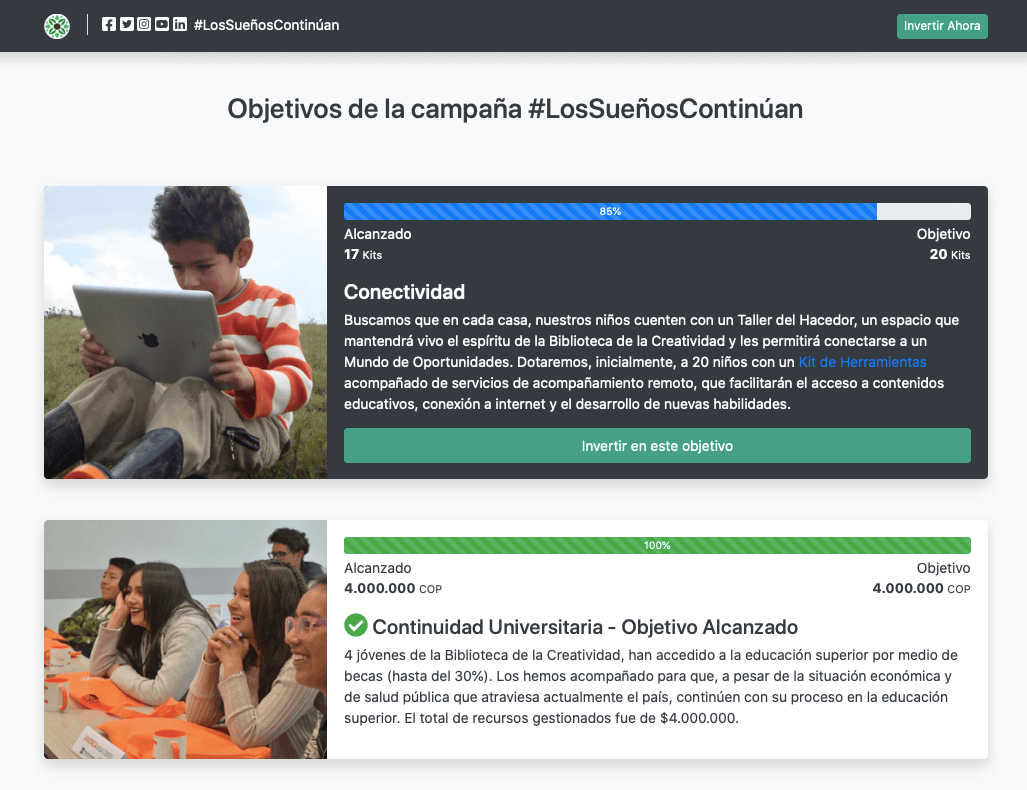 #LosSueñosContinúan
Invertir Ahora
Objetivos de la campaña #LosSueñosContinúan
85%
Alcanzado
Objetivo
17 Kits
20 Kits
Conectividad
Buscamos que en cada casa, nuestros niños cuenten con un Taller del Hacedor, un espacio que
mantendrá vivo el espíritu de la Biblioteca de la Creatividad y les permitirá conectarse a un
Mundo de Oportunidades. Dotaremos, inicialmente, a 20 niños con un Kit de Herramientas
acompañado de servicios de acompañamiento remoto, que facilitarán el acceso a contenidos
educativos, conexión a internet y el desarrollo de nuevas habilidades.
Invertir en este objetivo
100%
Alcanzado
Objetivo
4.000.000 COP
4.000.000 COP
Continuidad Universitaria - Objetivo Alcanzado
4 jóvenes de la Biblioteca de la Creatividad, han accedido a la educación superior por medio de
becas (hasta del 30%). Los hemos acompañado para que, a pesar de la situación económica y
de salud pública que atraviesa actualmente el país, continúen con su proceso en la educación
superior. El total de recursos gestionados fue de $4.000.000.